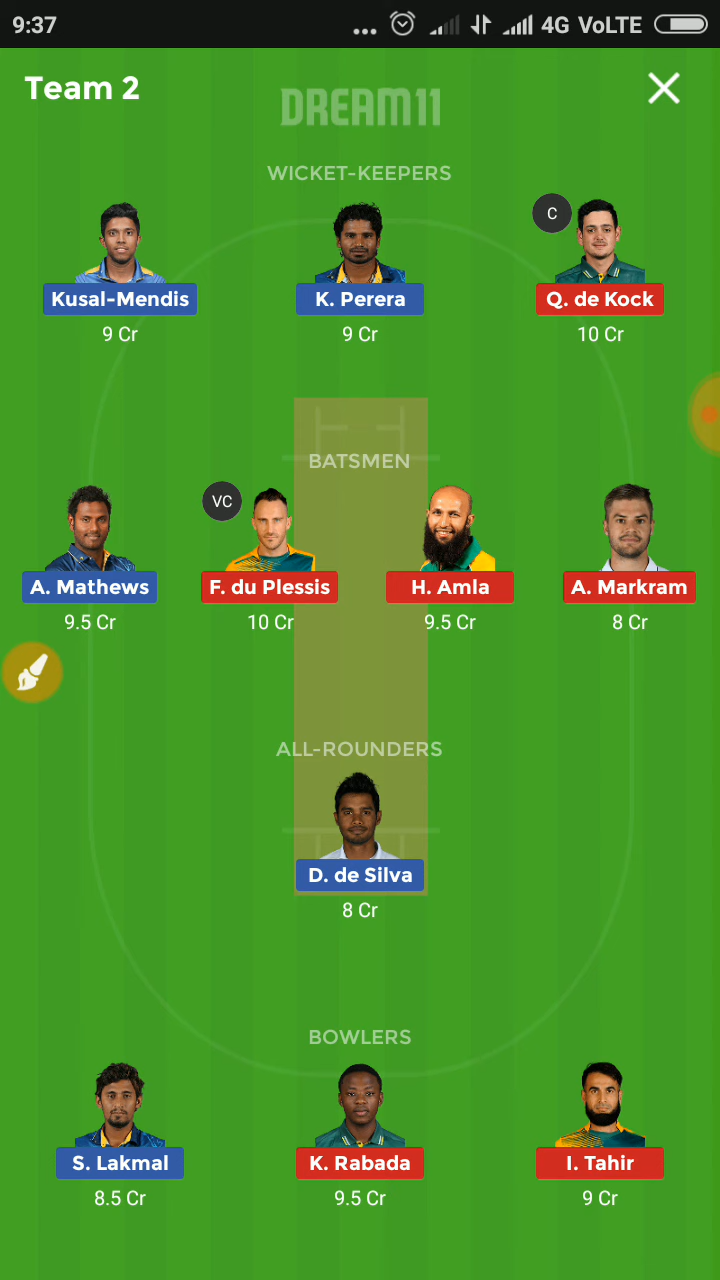 9:37
4G VoLTE
Team 2
DREAM11
WICKET-KEEPERS
C
Kusal-Mendis K. Perera Q. de Kock
9 Cr 9 Cr 10 Cr
BATSMEN
VC
A. Mathews F. du Plessis H. Amla A. Markram
9.5 Cr 10 Cr 9.5 Cr 8 Cr
ALL-ROUNDERS
D. de Silva
8 Cr
BOWLERS
S. Lakmal K. Rabada I. Tahir
8.5 Cr 9.5 Cr 9 Cr